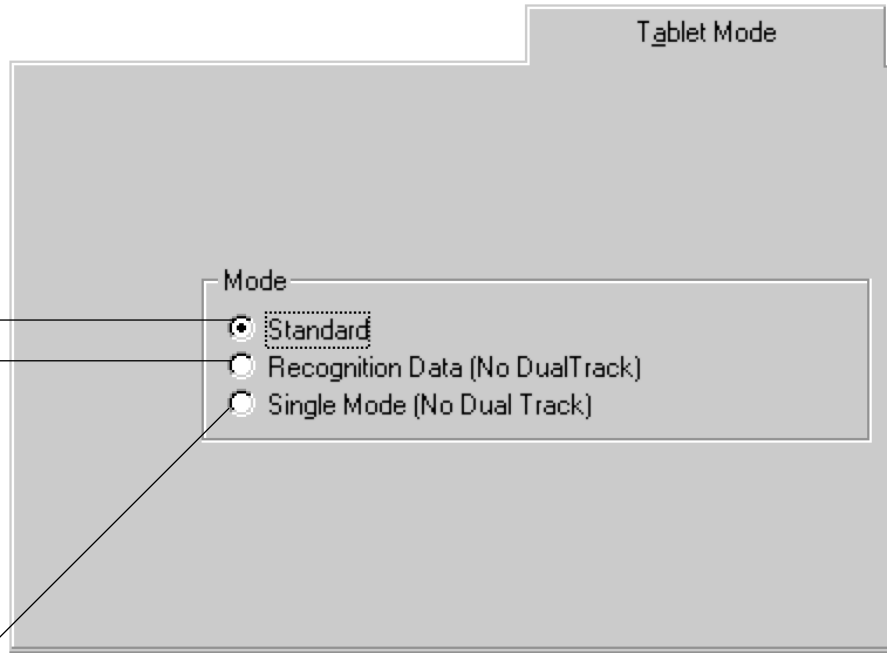 Tablet Mode
Mode
Standard
Recognition Data (No DualTrack)
Single Mode (No Dual Track)